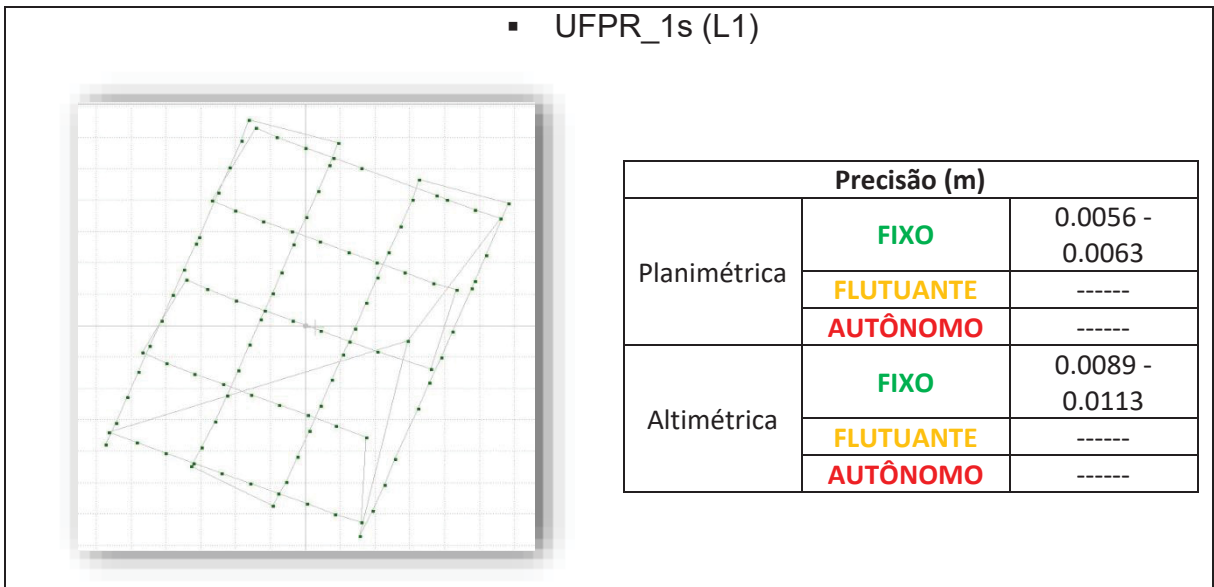 ▪ UFPR_1s (L1)
Precisão (m)
Planimétrica
FIXO
0.0056 -
0.0063
FLUTUANTE
------
AUTÔNOMO
------
Altimétrica
FIXO
0.0089 -
0.0113
FLUTUANTE
------
AUTÔNOMO
------